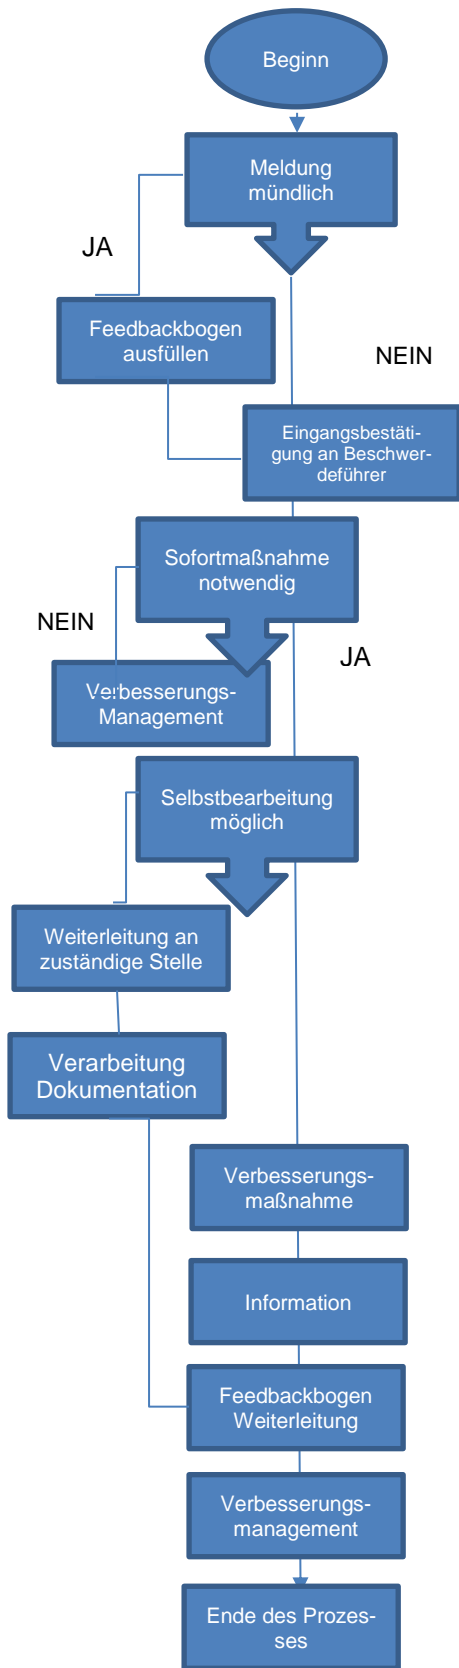 Beginn
Meldung
mündlich
JA
Feedbackbogen
ausfüllen
NEIN
Eingangsbestäti-
gung an Beschwer-
deführer
Sofortmaßnahme
notwendig
NEIN
JA
Verbesserungs-
Management
Selbstbearbeitung
möglich
Weiterleitung an
zuständige Stelle
Verarbeitung
Dokumentation
Verbesserungs-
maßnahme
Information
Feedbackbogen
Weiterleitung
Verbesserungs-
management
Ende des Prozes-
ses